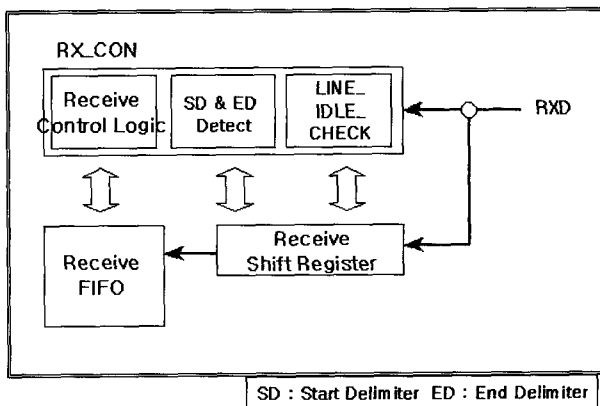 RX_CON
Receive
Control Logic
SD & ED
Detect
LINE_
IDLE_
CHECK
RXD
Receive
FIFO
Receive
Shift Register
SD : Start Delimiter ED : End Delimiter